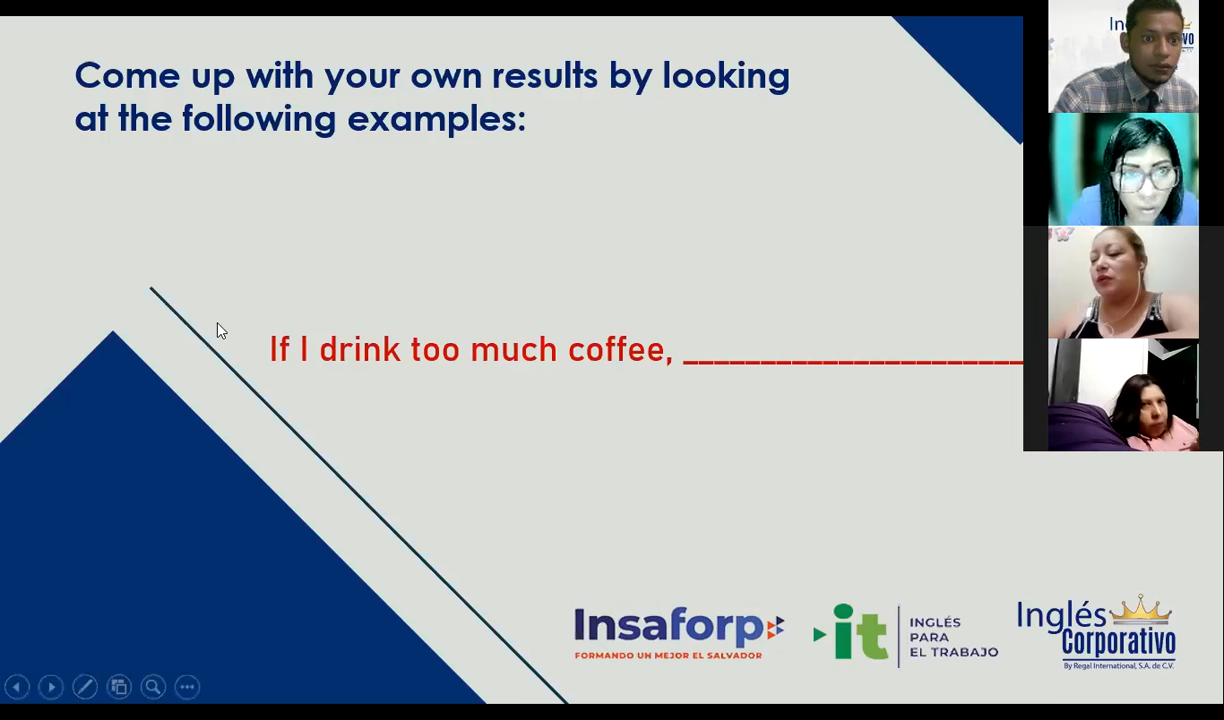 Come up with your own results by looking
at the following examples:
If I drink too much coffee, ________________________
Insaforp
FORMANDO UN MEJOR EL SALVADOR
it
INGLÉS
PARA
EL TRABAJO
Inglés
Corporativo
By Regal International, S.A. de C.V.